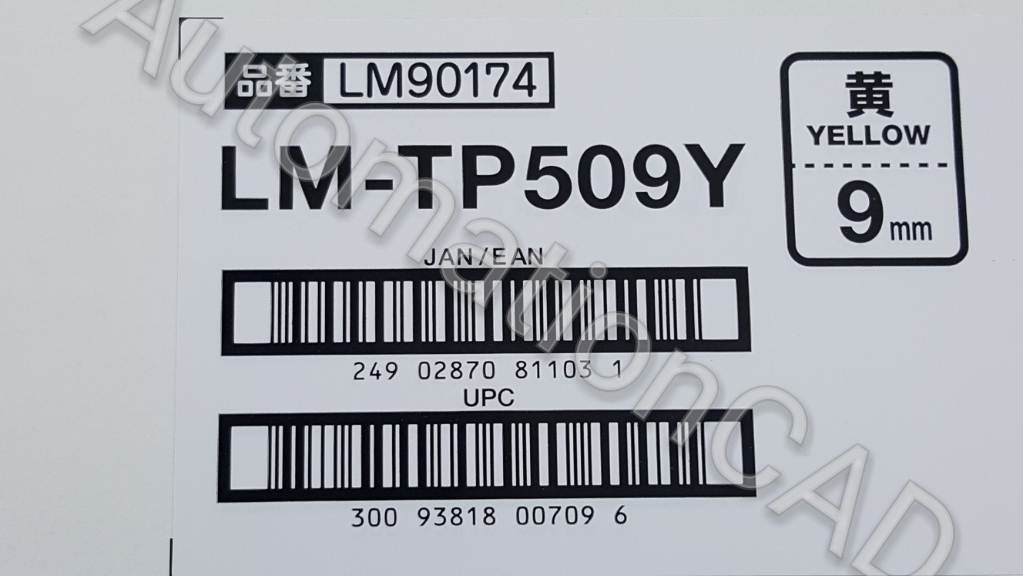 品番 LM90174
LM-TP509Y
黄
YELLOW
9mm
JAN/EAN
249 02870 81103 1
UPC
300 93818 00709 6
AutomationCAD